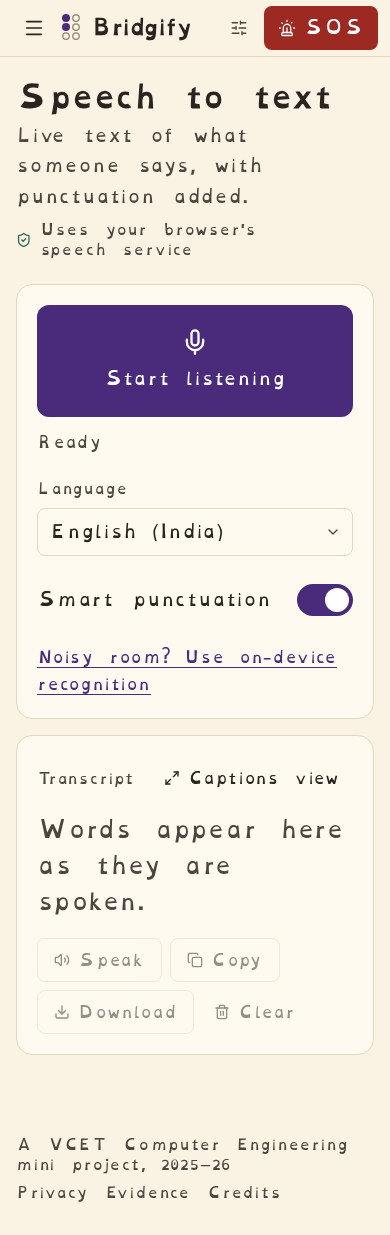 Bridgify
SOS
Speech to text
Live text of what
someone says, with
punctuation added.
Uses your browser's
speech service
Start listening
Ready
Language
English (India)
Smart punctuation
Noisy room? Use on-device
recognition
Transcript
Captions view
Words appear here
as they are
spoken.
Speak
Copy
Download
Clear
A VCET Computer Engineering
mini project, 2025–26
Privacy Evidence Credits